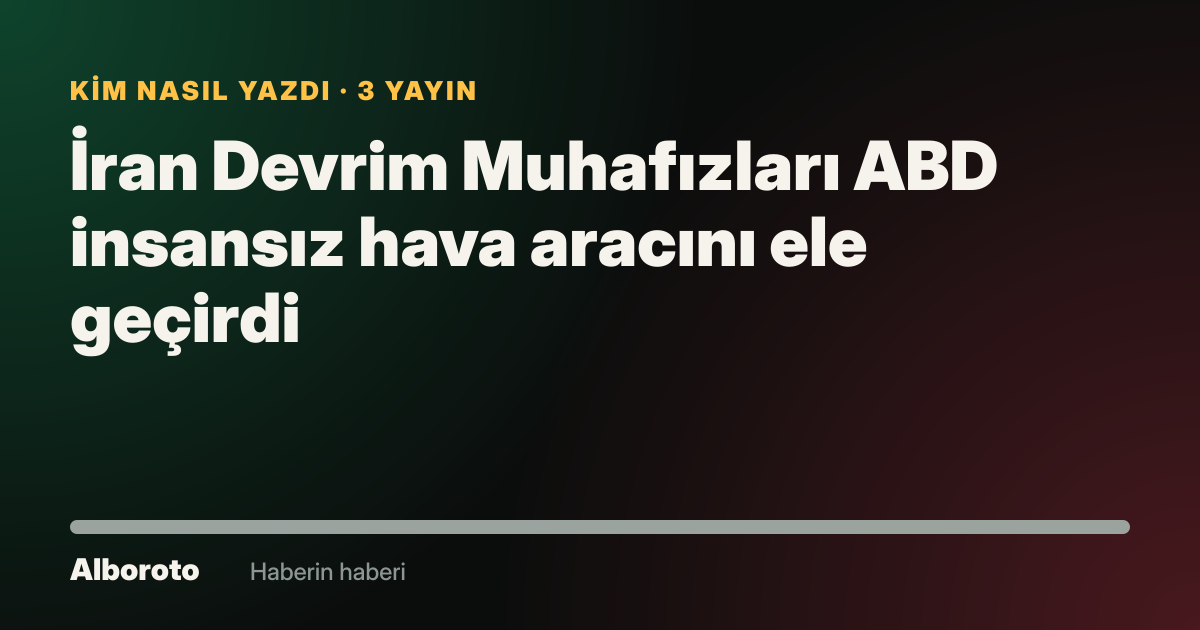 KİM NASIL YAZDI · 3 YAYIN
İran Devrim Muhafızları ABD
insansız hava aracını ele
geçirdi
Alboroto Haberin haberi